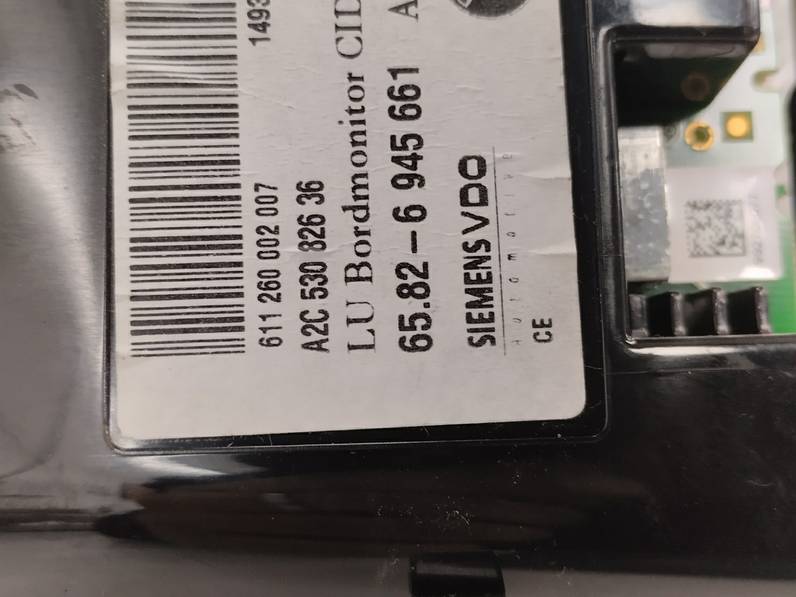 1493
611 260 002 007
A2C 530 826 36
LU Bordmonitor CID
65.82-6 945 661 A
SIEMENS VDO
Automotive
CE